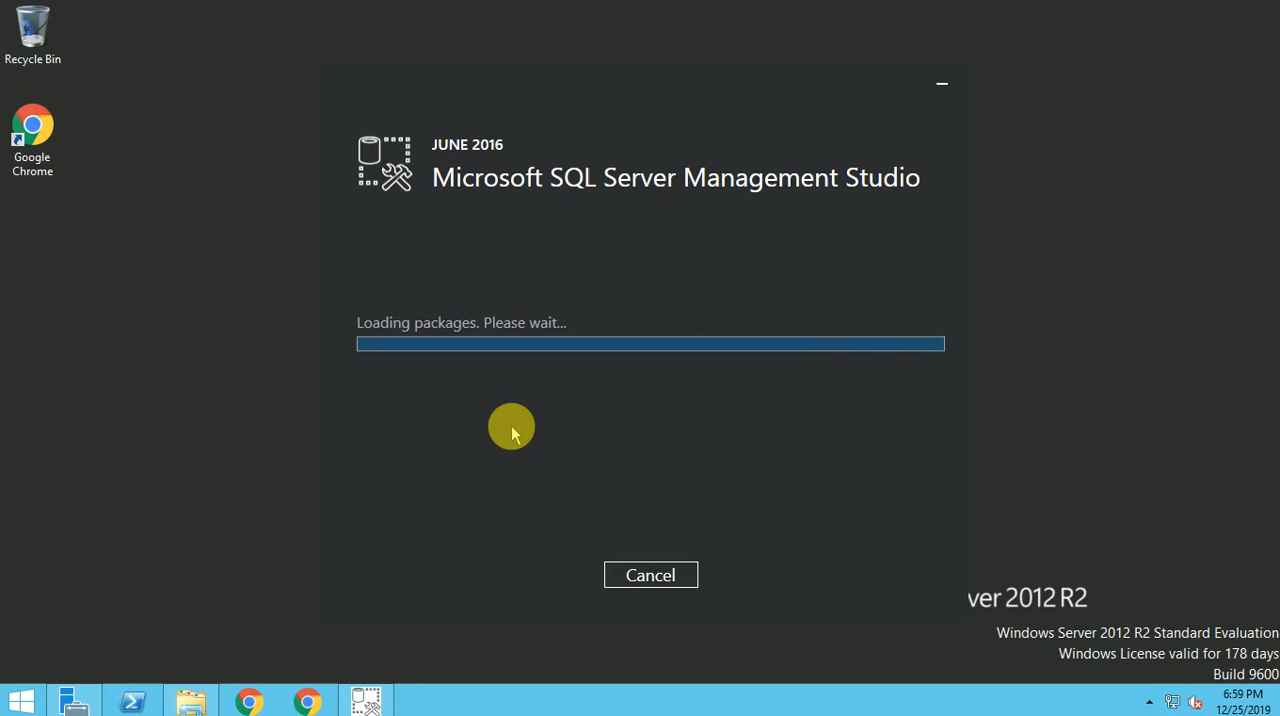 Recycle Bin
Google
Chrome
JUNE 2016
Microsoft SQL Server Management Studio
Loading packages. Please wait...
Cancel
ver 2012 R2
Windows Server 2012 R2 Standard Evaluation
Windows License valid for 178 days
Build 9600
6:59 PM
12/25/2019